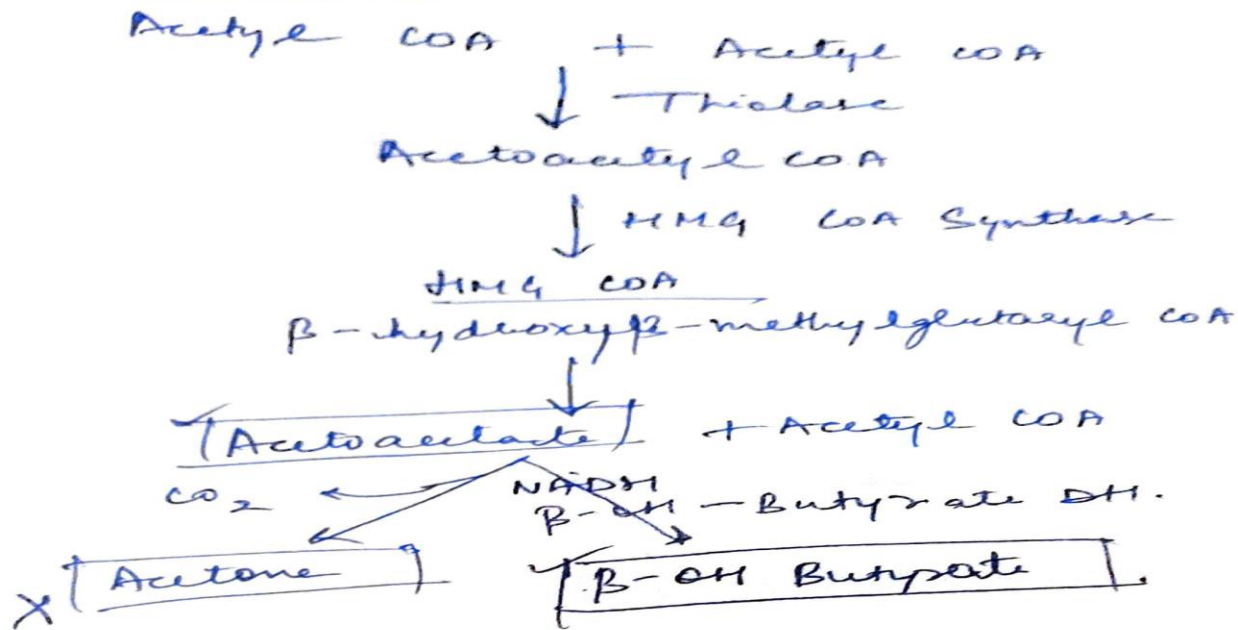 Acetyl COA + Acetyl COA
Thiolase
Acetoacetyl COA
HMG COA Synthase
HMG COA
β-hydroxy β-methylglutaryl COA
Acetoacetate + Acetyl COA
CO2 NADH
β-OH-Butyrate DH.
X Acetone β-OH Butyrate.